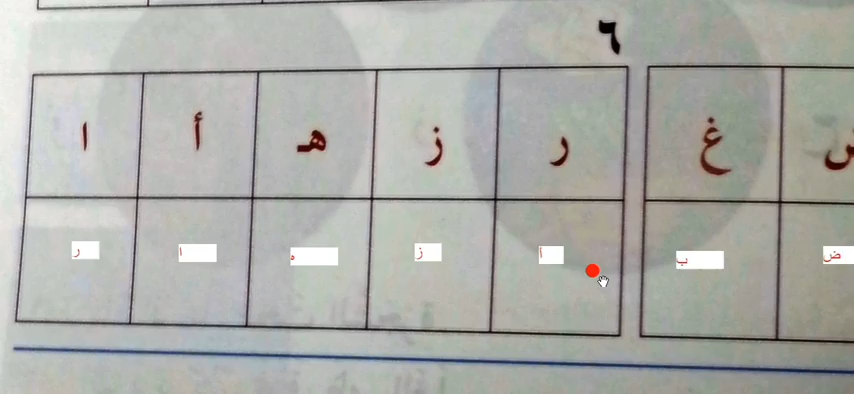 ٦
غ ر ز هـ أ ا
ض ب أ ز ه ا ر